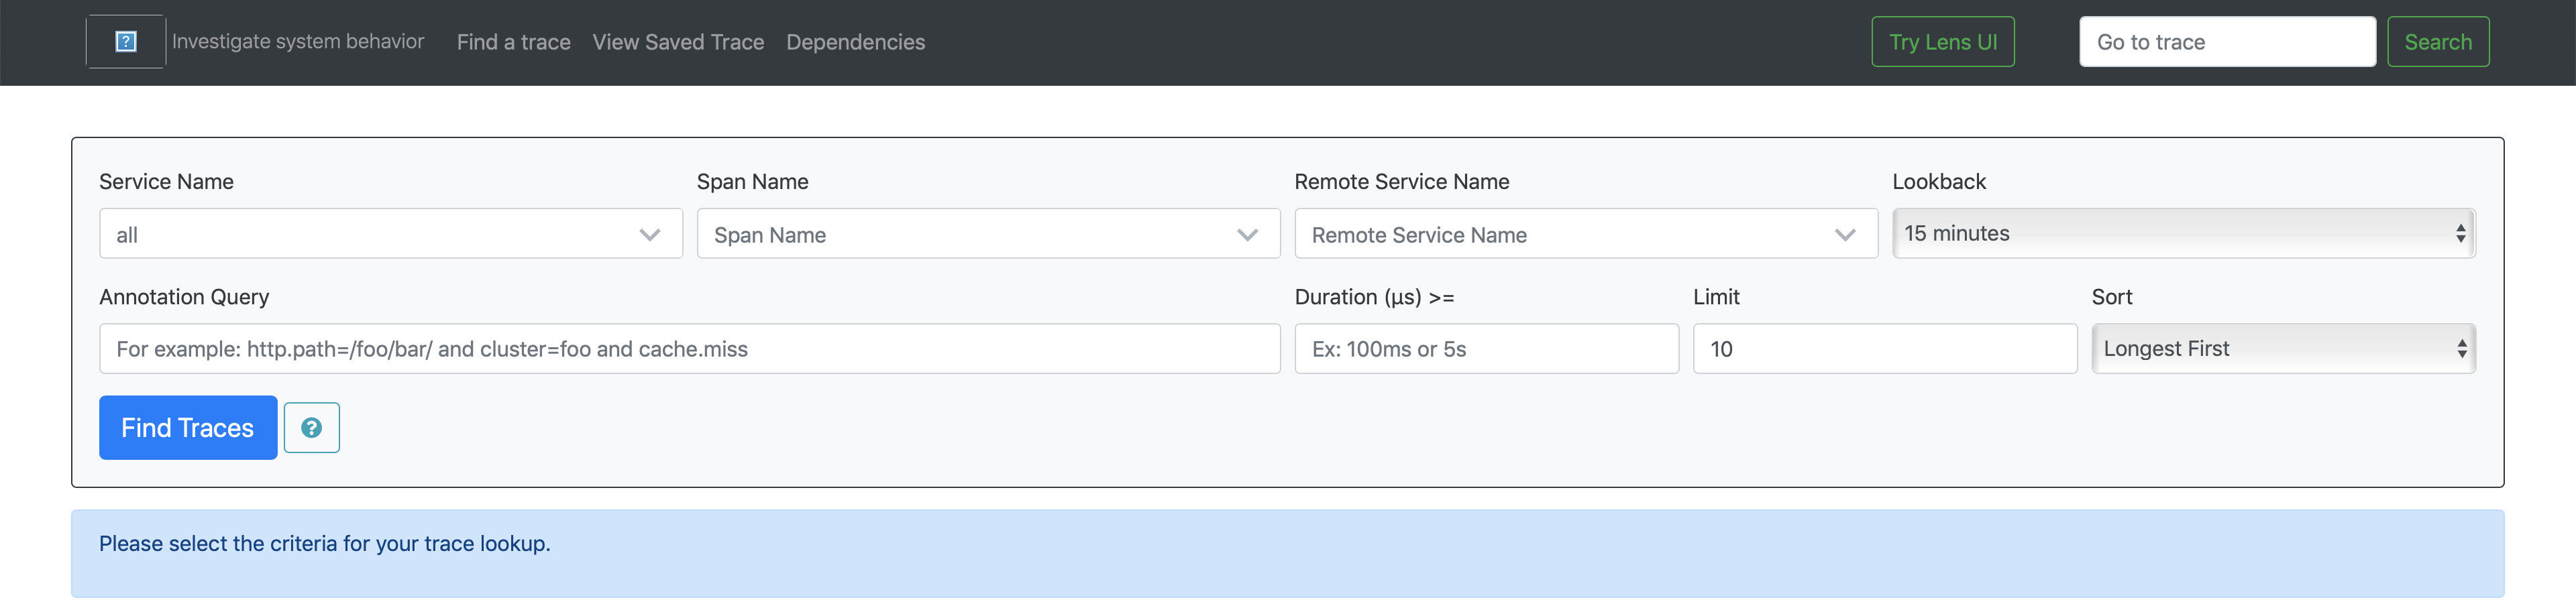 Investigate system behavior Find a trace View Saved Trace Dependencies Try Lens UI Go to trace Search
Service Name Span Name Remote Service Name Lookback
all Span Name Remote Service Name 15 minutes
Annotation Query Duration (μs) >= Limit Sort
For example: http.path=/foo/bar/ and cluster=foo and cache.miss Ex: 100ms or 5s 10 Longest First
Find Traces ?
Please select the criteria for your trace lookup.